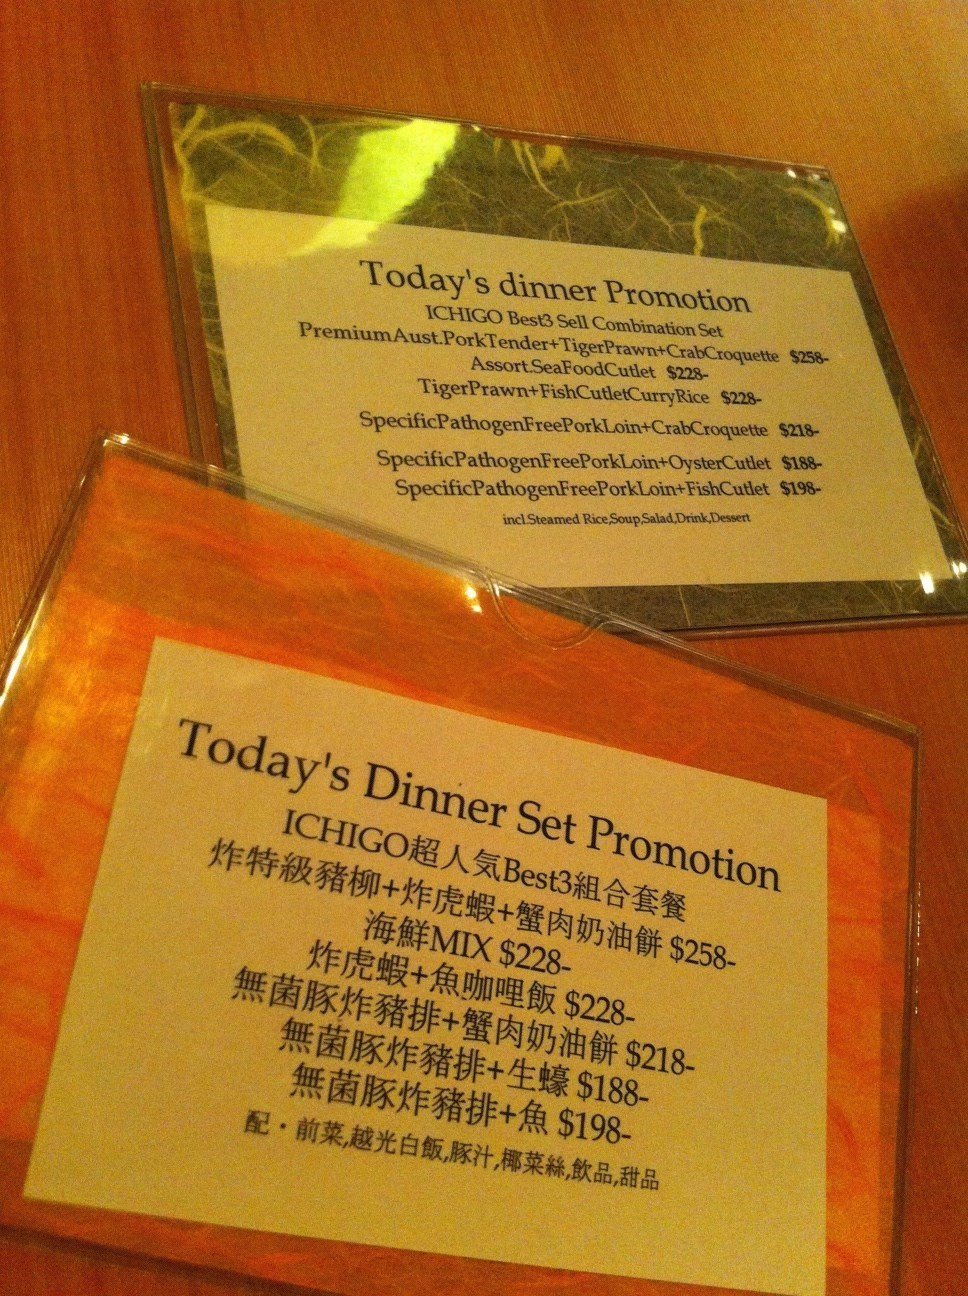 Today's dinner Promotion
ICHIGO Best3 Sell Combination Set
PremiumAust.PorkTender+TigerPrawn+CrabCroquette $258-
Assort.SeaFoodCutlet $228-
TigerPrawn+FishCutletCurryRice $228-
SpecificPathogenFreePorkLoin+CrabCroquette $218-
SpecificPathogenFreePorkLoin+OysterCutlet $188-
SpecificPathogenFreePorkLoin+FishCutlet $198-
incl.Steamed Rice,Soup,Salad,Drink,Dessert
Today's Dinner Set Promotion
ICHIGO超人気Best3組合套餐
炸特級豬柳+炸虎蝦+蟹肉奶油餅 $258-
海鮮MIX $228-
炸虎蝦+魚咖哩飯 $228-
無菌豚炸豬排+蟹肉奶油餅 $218-
無菌豚炸豬排+生蠔 $188-
無菌豚炸豬排+魚 $198-
配・前菜,越光白飯,豚汁,椰菜絲,飲品,甜品